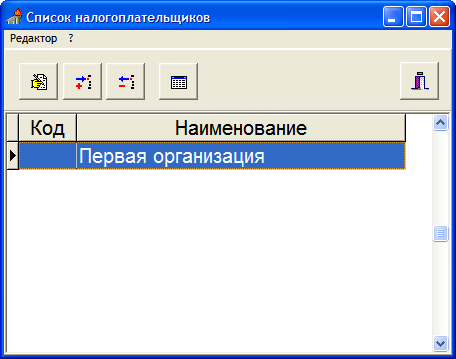 Список налогоплательщиков
Редактор ?
Код Наименование
Первая организация